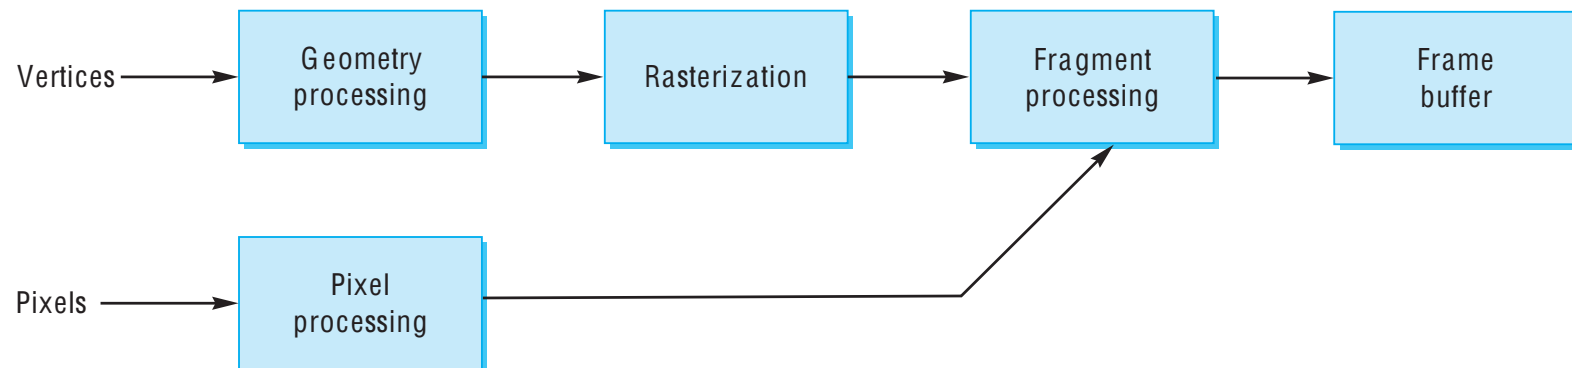 Vertices
Geometry
processing
Rasterization
Fragment
processing
Frame
buffer
Pixels
Pixel
processing